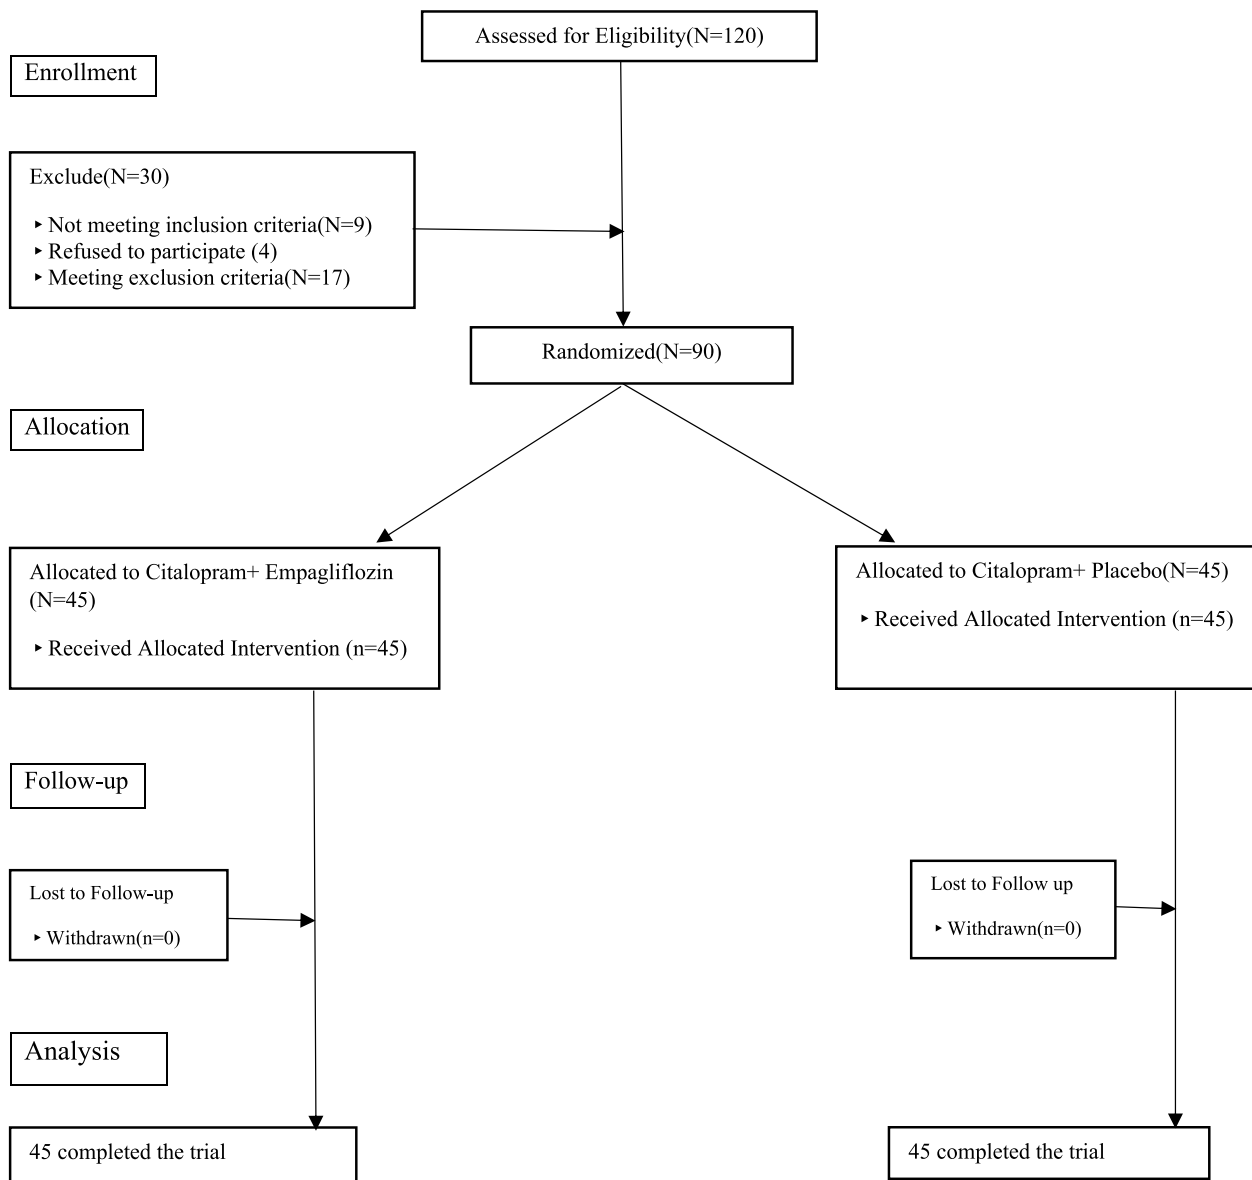 Assessed for Eligibility(N=120)
Enrollment
Exclude(N=30)
‣ Not meeting inclusion criteria(N=9)
‣ Refused to participate (4)
‣ Meeting exclusion criteria(N=17)
Randomized(N=90)
Allocation
Allocated to Citalopram+ Empagliflozin
(N=45)
‣ Received Allocated Intervention (n=45)
Allocated to Citalopram+ Placebo(N=45)
‣ Received Allocated Intervention (n=45)
Follow-up
Lost to Follow-up
‣ Withdrawn(n=0)
Lost to Follow up
‣ Withdrawn(n=0)
Analysis
45 completed the trial
45 completed the trial